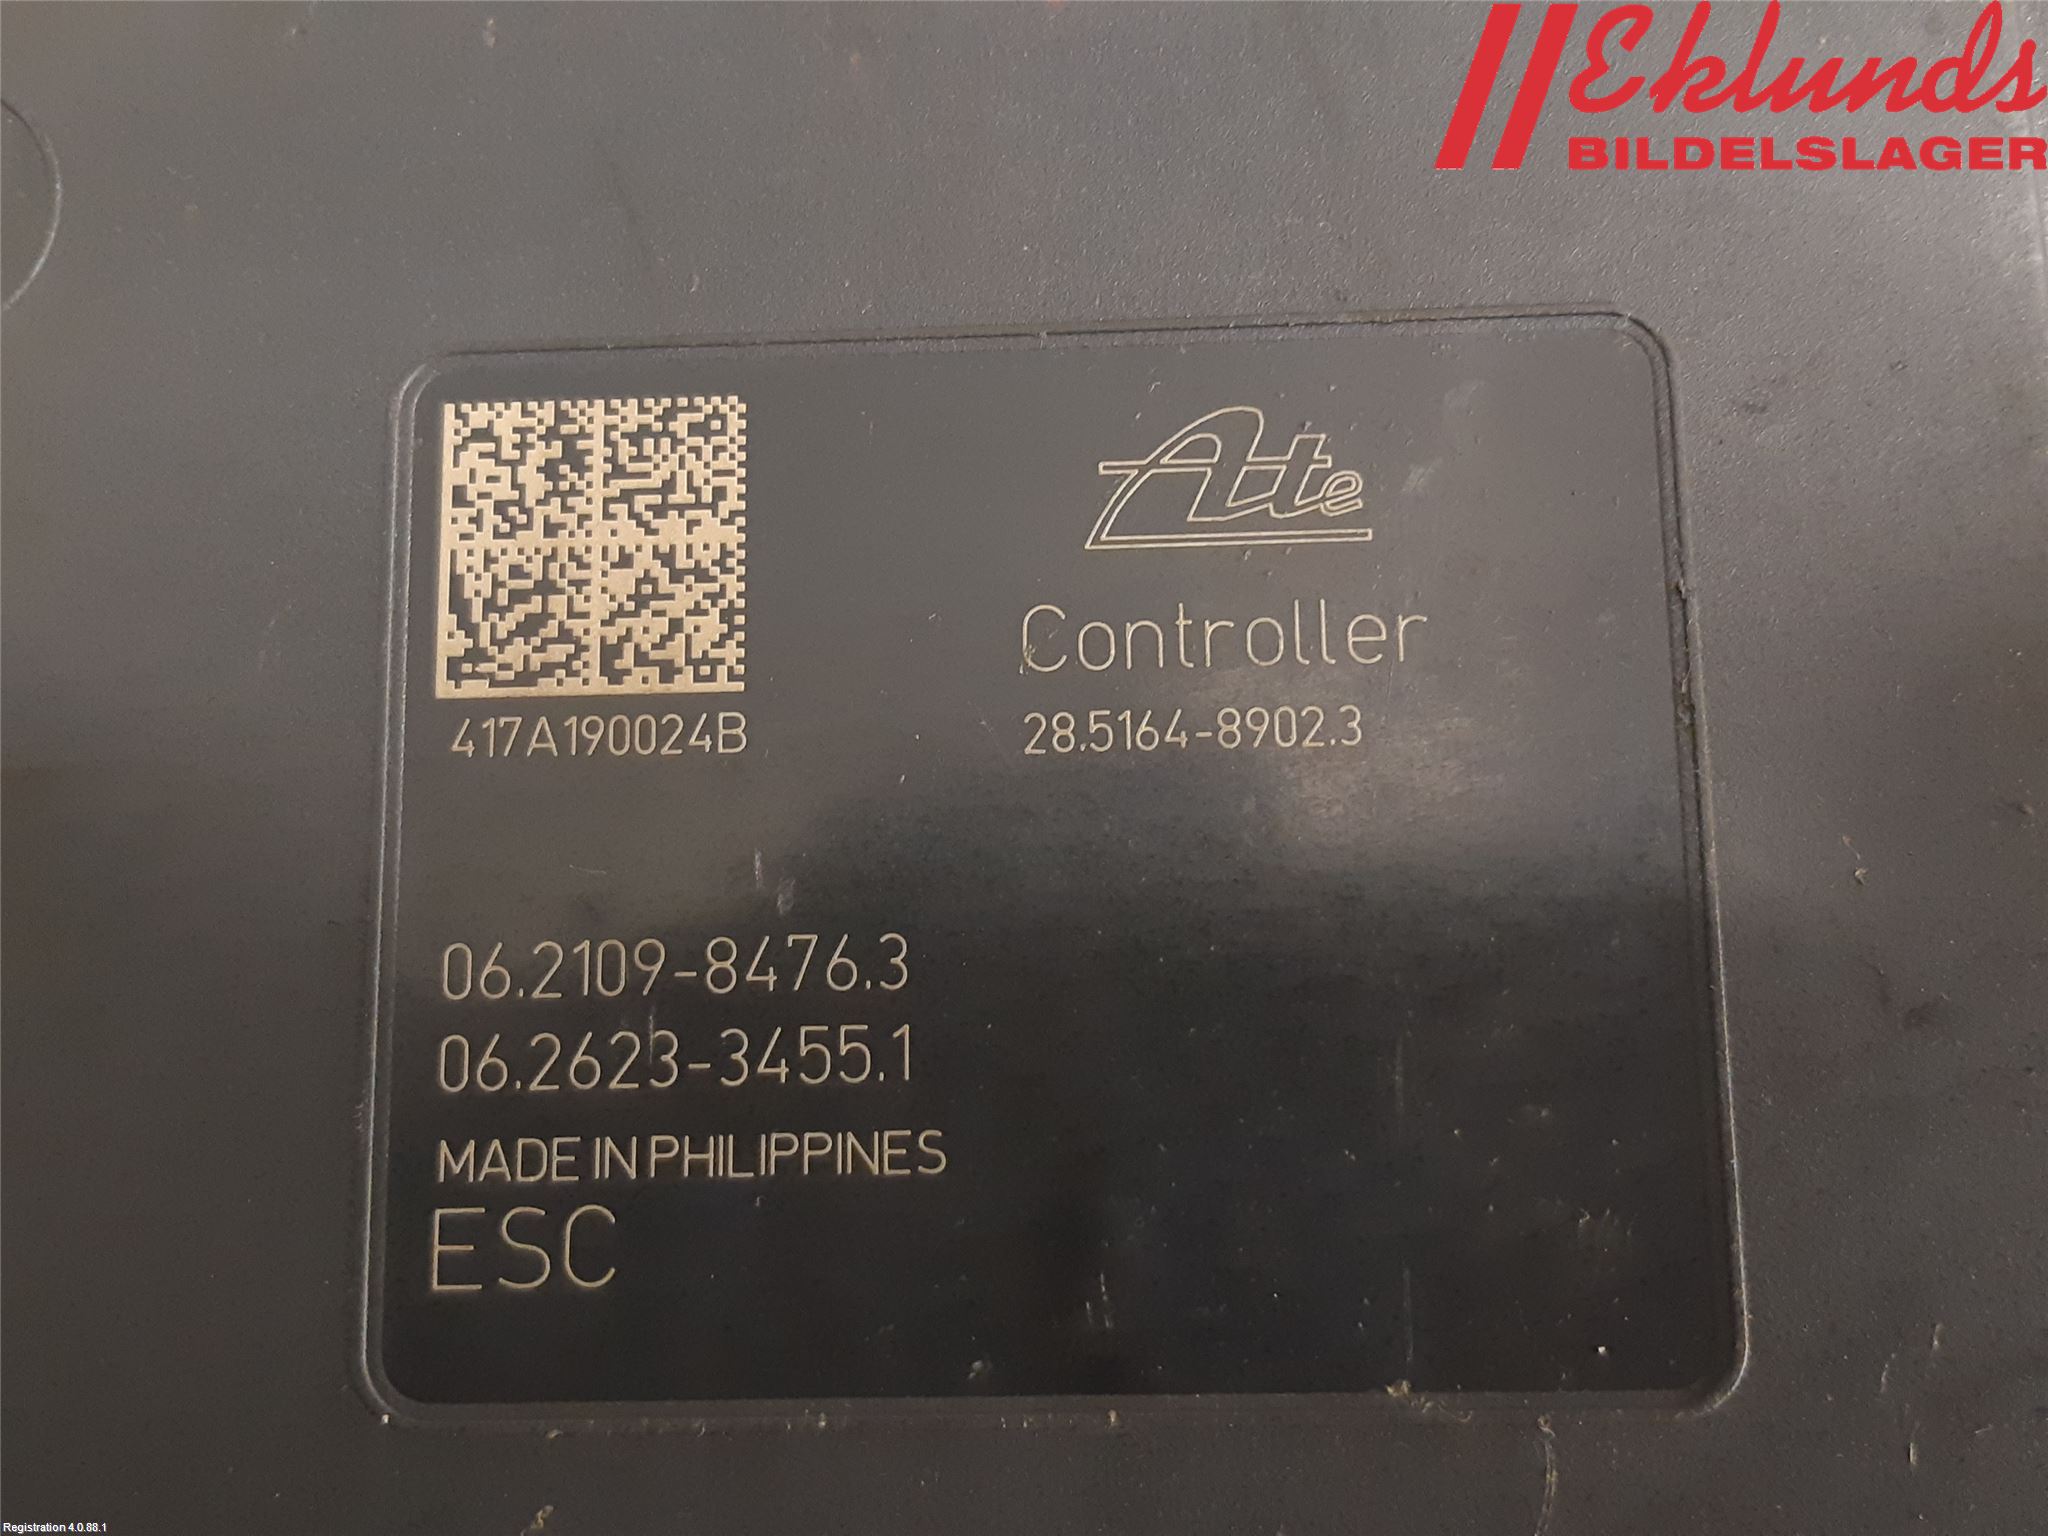 Eklunds
BILDELSLAGER
Ate
Controller
417A190024B
28.5164-8902.3
06.2109-8476.3
06.2623-3455.1
MADE IN PHILIPPINES
ESC
Registration 4.0.88.1